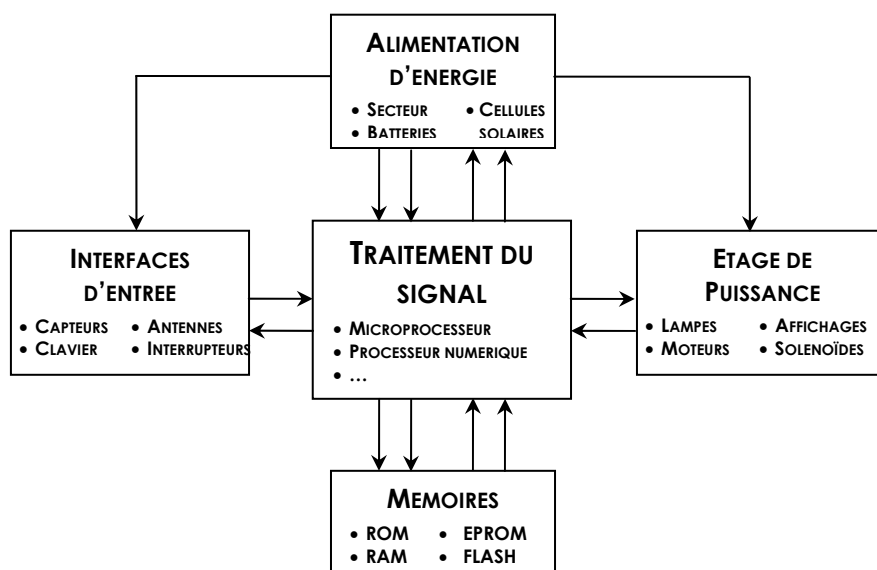 ALIMENTATION
D'ENERGIE
• SECTEUR • CELLULES
• BATTERIES SOLAIRES
INTERFACES
D'ENTREE
• CAPTEURS • ANTENNES
• CLAVIER • INTERRUPTEURS
TRAITEMENT DU
SIGNAL
• MICROPROCESSEUR
• PROCESSEUR NUMERIQUE
• ...
ETAGE DE
PUISSANCE
• LAMPES • AFFICHAGES
• MOTEURS • SOLENOÏDES
MEMOIRES
• ROM • EPROM
• RAM • FLASH